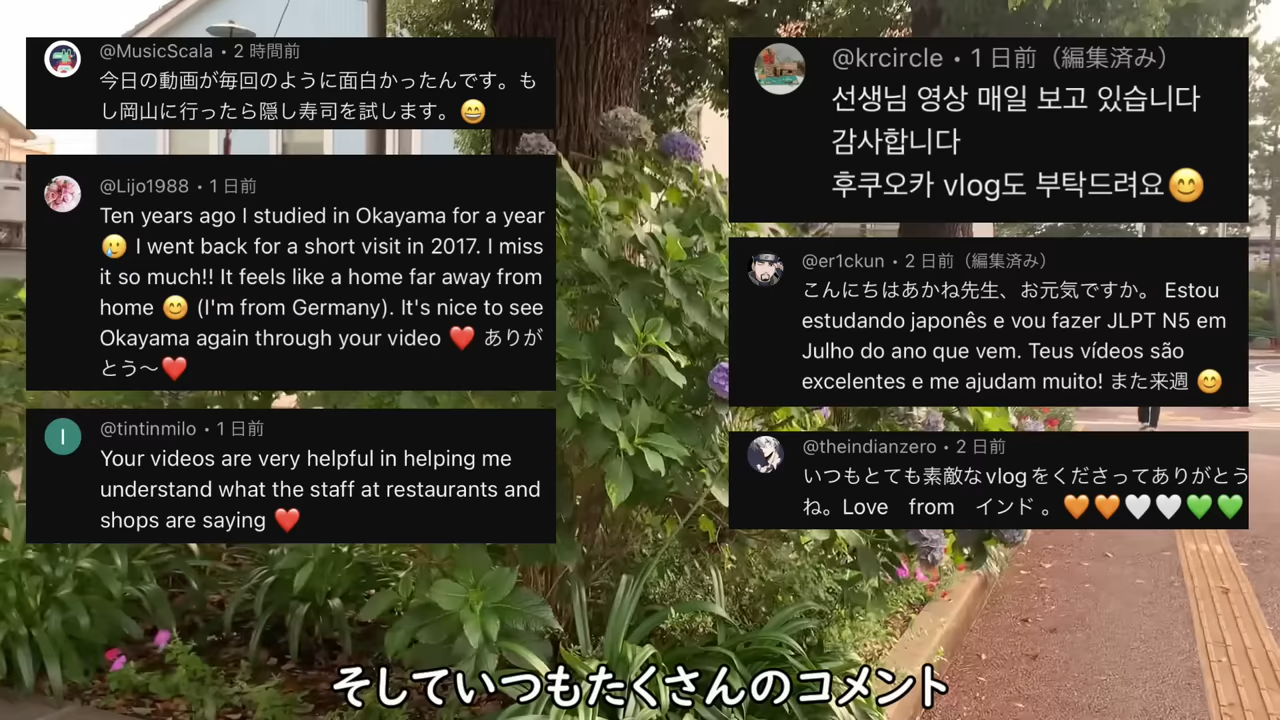 @MusicScala • 2 時間前
今日の動画が毎回のように面白かったんです。も
し岡山に行ったら隠し寿司を試します。😄
@Lijo1988 • 1 日前
Ten years ago I studied in Okayama for a year
🥲 I went back for a short visit in 2017. I miss
it so much!! It feels like a home far away from
home 😊 (I'm from Germany). It's nice to see
Okayama again through your video ❤️ ありが
とう〜❤️
I
@tintinmilo • 1 日前
Your videos are very helpful in helping me
understand what the staff at restaurants and
shops are saying ❤️
@krcircle • 1 日前（編集済み）
선생님 영상 매일 보고 있습니다
감사합니다
후쿠오카 vlog도 부탁드려요😊
@er1ckun • 2 日前（編集済み）
こんにちはあかね先生、お元気ですか。 Estou
estudando japonês e vou fazer JLPT N5 em
Julho do ano que vem. Teus vídeos são
excelentes e me ajudam muito! また来週 😊
@theindianzero • 2 日前
いつもとても素敵なvlogをくださってありがとう
ね。Love from インド 。🧡🧡🤍🤍💚💚
そしていつもたくさんのコメント